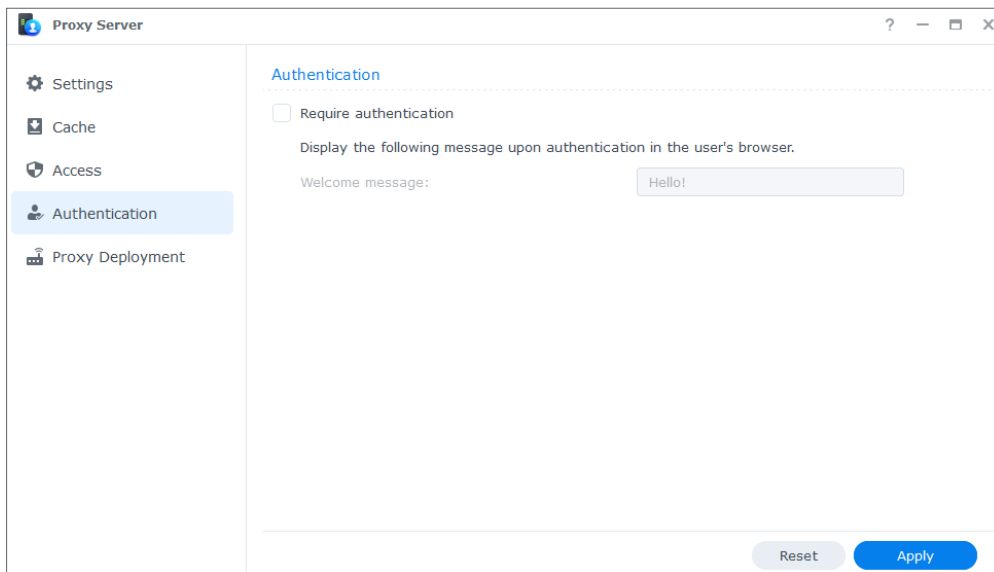 Proxy Server
Settings
Cache
Access
Authentication
Proxy Deployment
Authentication
Require authentication
Display the following message upon authentication in the user's browser.
Welcome message: Hello!
Reset Apply